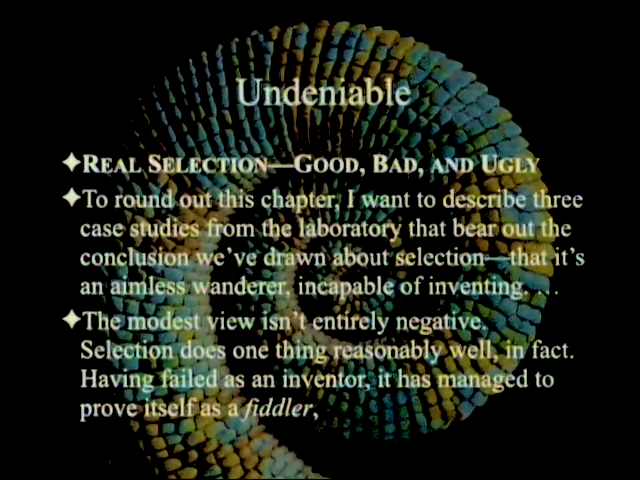 Undeniable
✦REAL SELECTION—GOOD, BAD, AND UGLY
✦To round out this chapter, I want to describe three
case studies from the laboratory that bear out the
conclusion we've drawn about selection—that it's
an aimless wanderer, incapable of inventing. . .
✦The modest view isn't entirely negative.
Selection does one thing reasonably well, in fact.
Having failed as an inventor, it has managed to
prove itself as a fiddler,